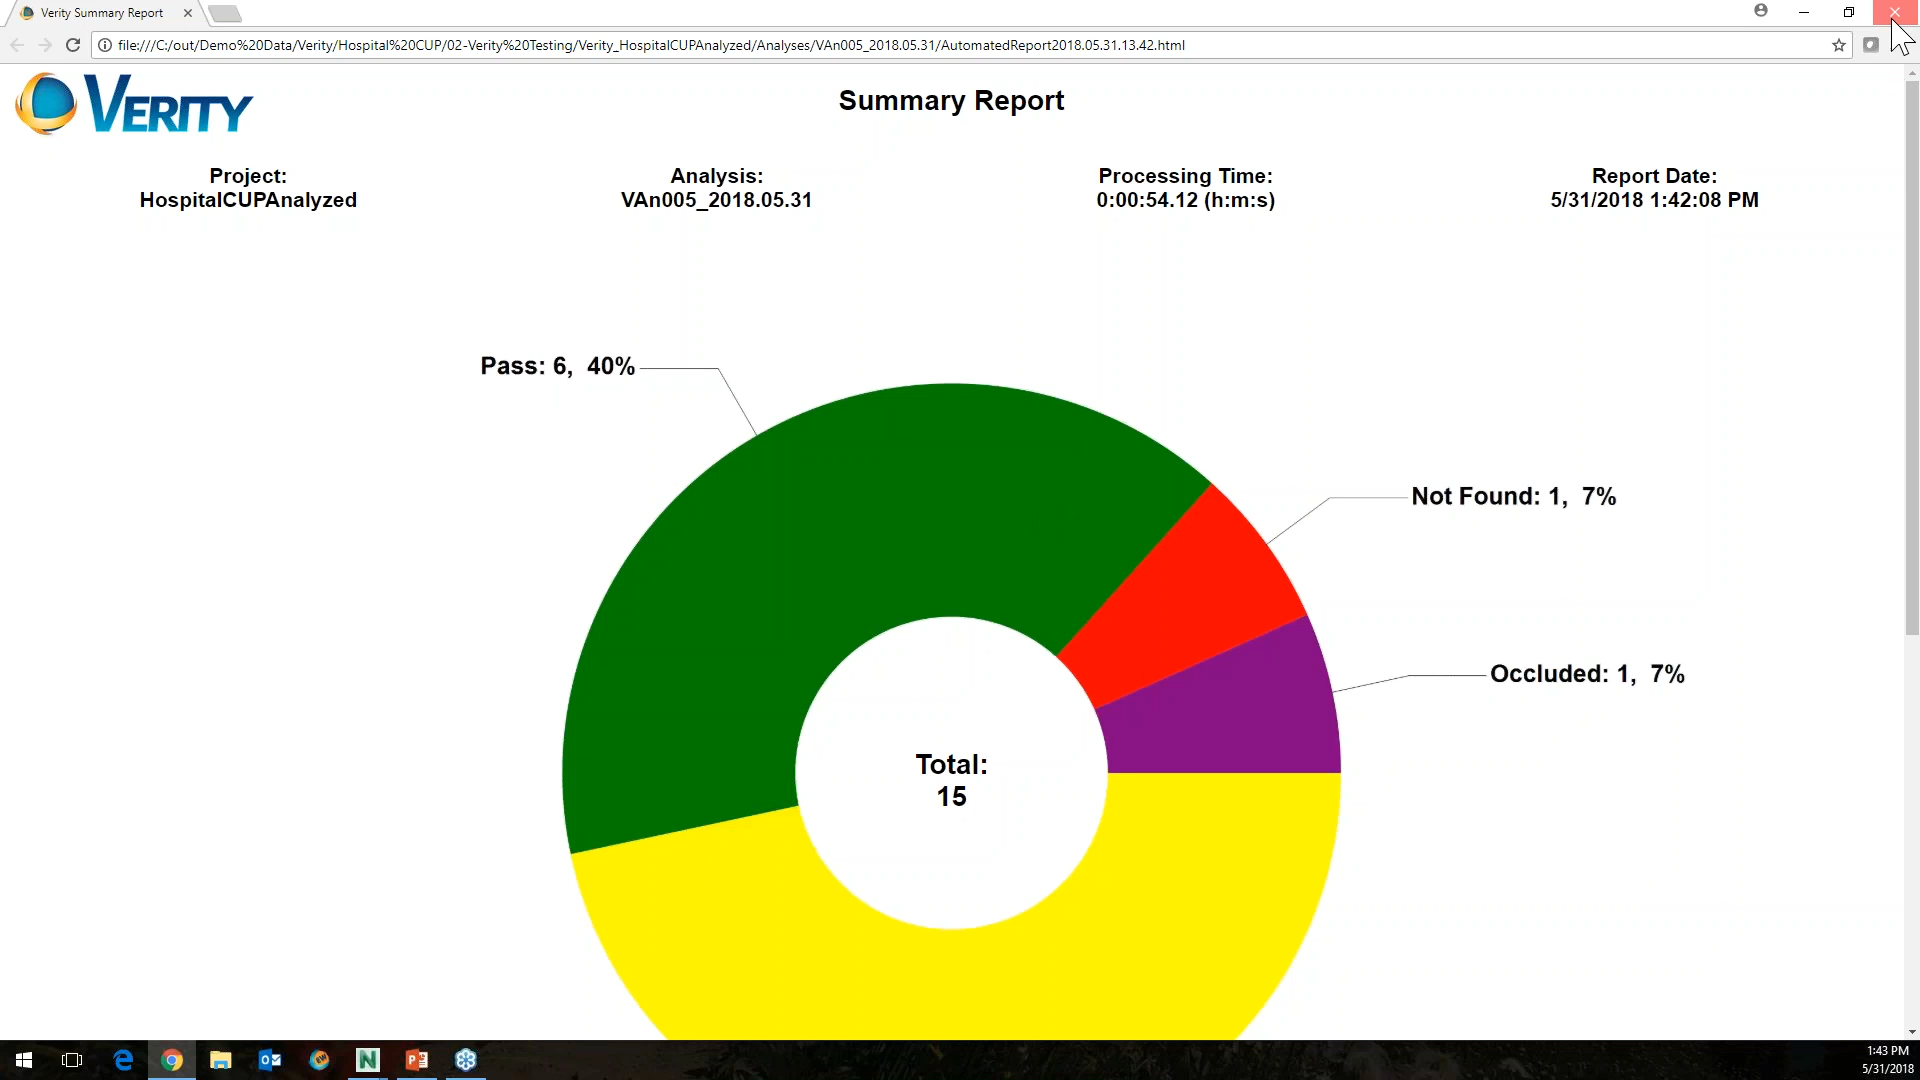 Verity Summary Report
file:///C:/out/Demo%20Data/Verity/Hospital%20CUP/02-Verity%20Testing/Verity_HospitalCUPAnalyzed/Analyses/VAn005_2018.05.31/AutomatedReport2018.05.31.13.42.html
VERITY
Summary Report
Project:
HospitalCUPAnalyzed
Analysis:
VAn005_2018.05.31
Processing Time:
0:00:54.12 (h:m:s)
Report Date:
5/31/2018 1:42:08 PM
Pass: 6, 40%
Not Found: 1, 7%
Occluded: 1, 7%
Total:
15
1:43 PM
5/31/2018